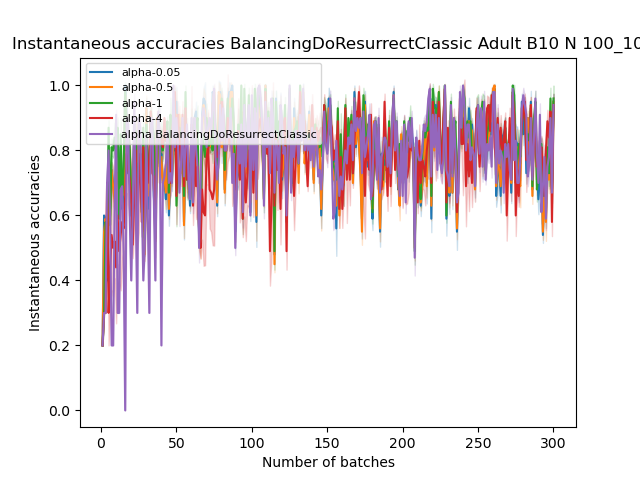 Instantaneous accuracies BalancingDoResurrectClassic Adult B10 N 100_10
alpha-0.05
alpha-0.5
alpha-1
alpha-4
alpha BalancingDoResurrectClassic
Instantaneous accuracies
1.0
0.8
0.6
0.4
0.2
0.0
0 50 100 150 200 250 300
Number of batches